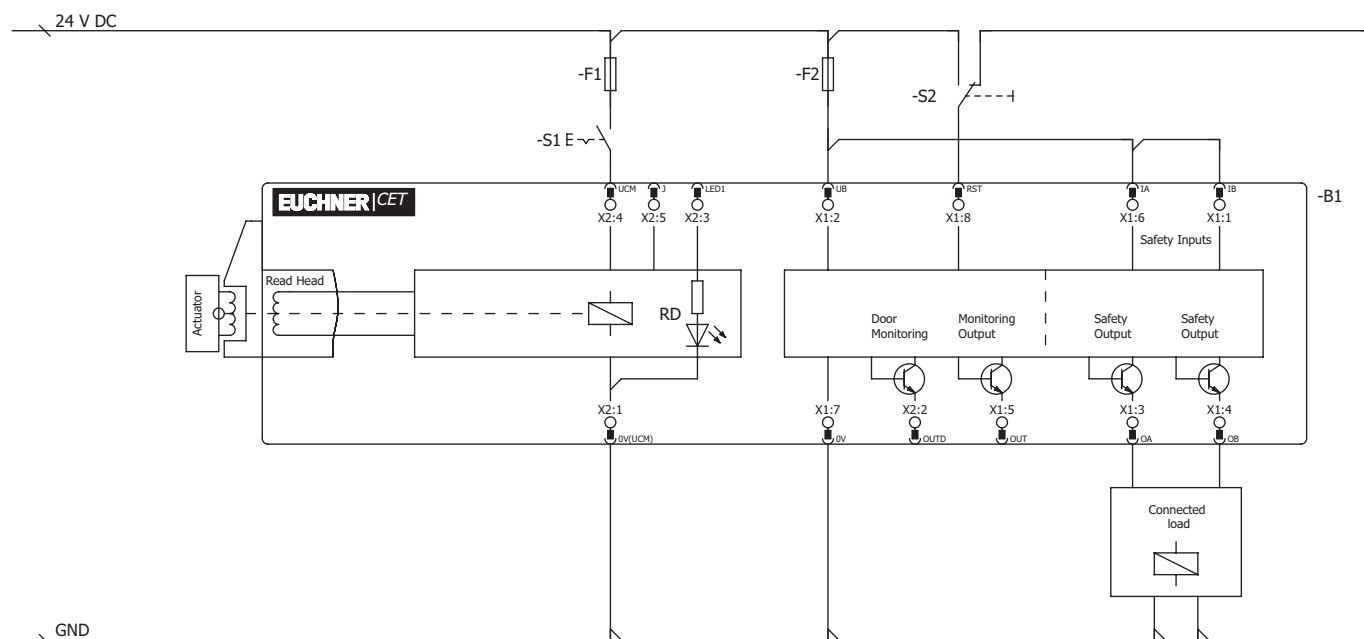 24 V DC
-F1
-F2
-S2
-S1
EUCHNER CET
UCM
J
LED1
UB
RST
IA
IB
-B1
X2:4
X2:5
X2:3
X1:2
X1:8
X1:6
X1:1
Safety Inputs
Actuator
Read Head
RD
Door
Monitoring
Monitoring
Output
Safety
Output
Safety
Output
X2:1
X1:7
X2:2
X1:5
X1:3
X1:4
0V(UCM)
0V
OUTD
OUT
OA
OB
Connected
load
GND